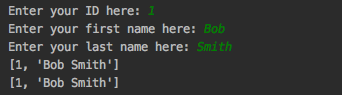 Enter your ID here: 1
Enter your first name here: Bob
Enter your last name here: Smith
[1, 'Bob Smith']
[1, 'Bob Smith']